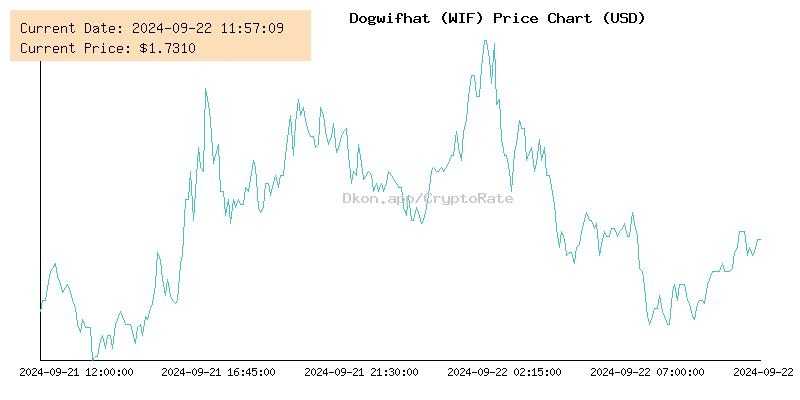 Dogwifhat (WIF) Price Chart (USD)
Current Date: 2024-09-22 11:57:09
Current Price: $1.7310
Dkon.app/CryptoRate
2024-09-21 12:00:00 2024-09-21 16:45:00 2024-09-21 21:30:00 2024-09-22 02:15:00 2024-09-22 07:00:00 2024-09-22